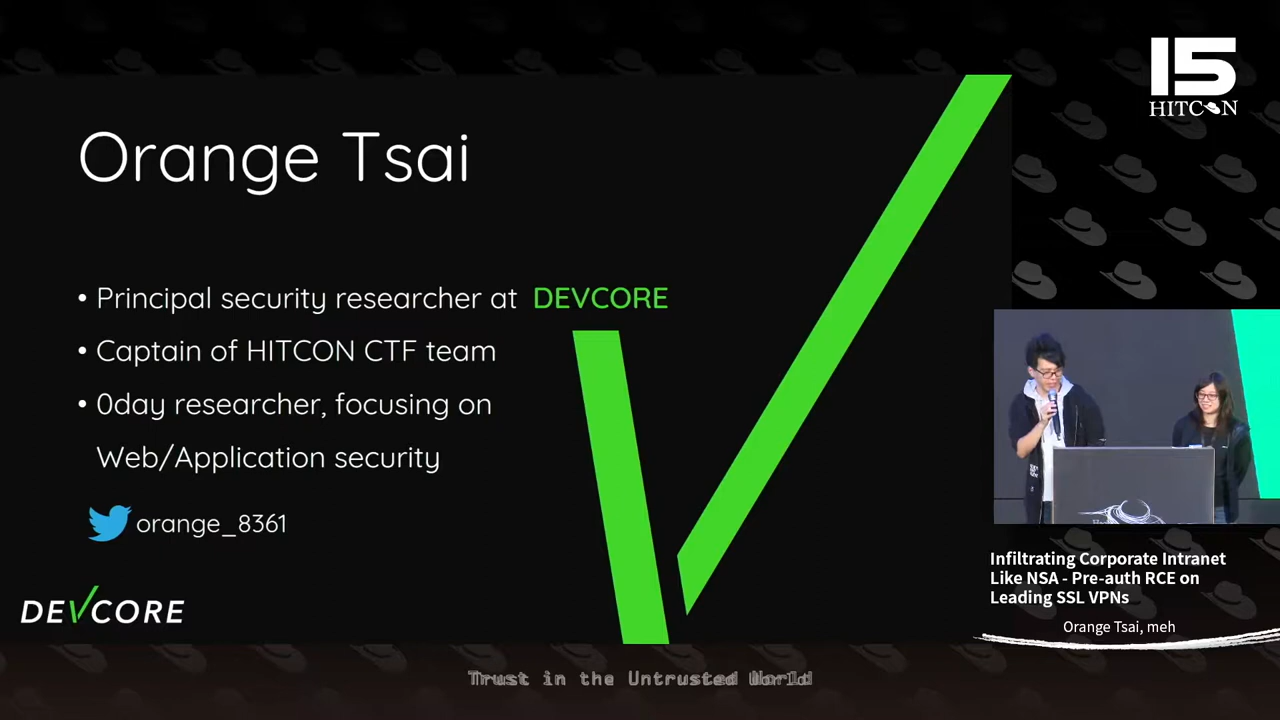 15
HITCON
Orange Tsai
• Principal security researcher at DEVCORE
• Captain of HITCON CTF team
• 0day researcher, focusing on
Web/Application security
orange_8361
DEVCORE
Infiltrating Corporate Intranet
Like NSA - Pre-auth RCE on
Leading SSL VPNs
Orange Tsai, meh
Trust in the Untrusted World